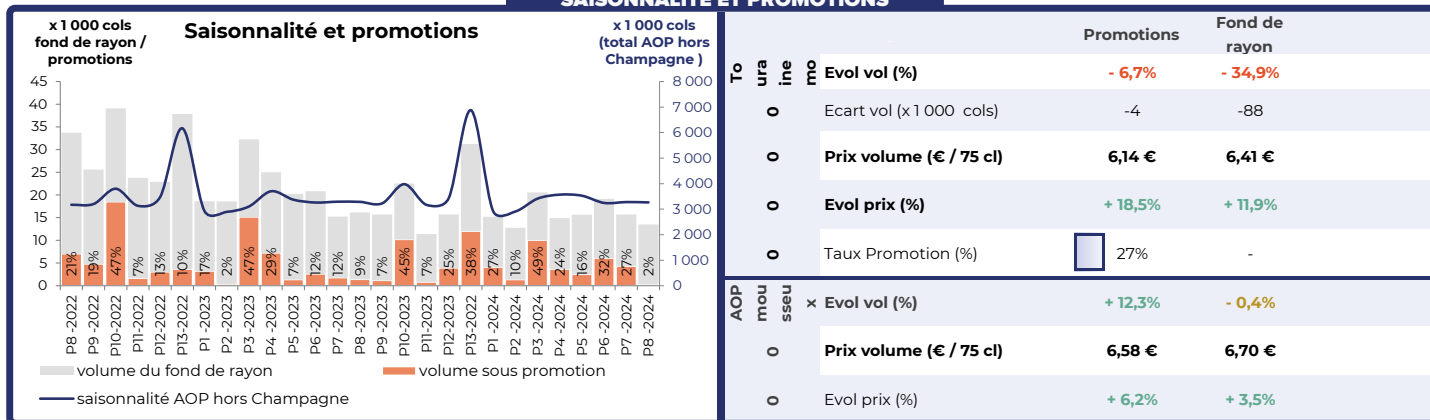 SAISONNALITÉ ET PROMOTIONS
x 1 000 cols
fond de rayon /
promotions
Saisonnalité et promotions
x 1 000 cols
(total AOP hors
Champagne )
45
40
35
30
25
20
15
10
5
0
8 000
7 000
6 000
5 000
4 000
3 000
2 000
1 000
0
21%
19%
47%
7%
13%
10%
17%
2%
47%
29%
7%
12%
12%
9%
7%
45%
7%
25%
38%
27%
10%
49%
24%
16%
32%
27%
2%
P8 -2022
P9 -2022
P10-2022
P11-2022
P12-2022
P13-2022
P1 -2023
P2 -2023
P3 -2023
P4 -2023
P5 -2023
P6 -2023
P7 -2023
P8 -2023
P9 -2023
P10-2023
P11-2023
P12-2023
P13-2022
P1 -2024
P2 -2024
P3 -2024
P4 -2024
P5 -2024
P6 -2024
P7 -2024
P8 -2024
volume du fond de rayon
volume sous promotion
saisonnalité AOP hors Champagne
Promotions
Fond de
rayon
To
ura
ine
mo
Evol vol (%) - 6,7% - 34,9%
0 Ecart vol (x 1 000 cols) -4 -88
0 Prix volume (€ / 75 cl) 6,14 € 6,41 €
0 Evol prix (%) + 18,5% + 11,9%
0 Taux Promotion (%) 27% -
AOP
mou
sseu
x
Evol vol (%) + 12,3% - 0,4%
0 Prix volume (€ / 75 cl) 6,58 € 6,70 €
0 Evol prix (%) + 6,2% + 3,5%